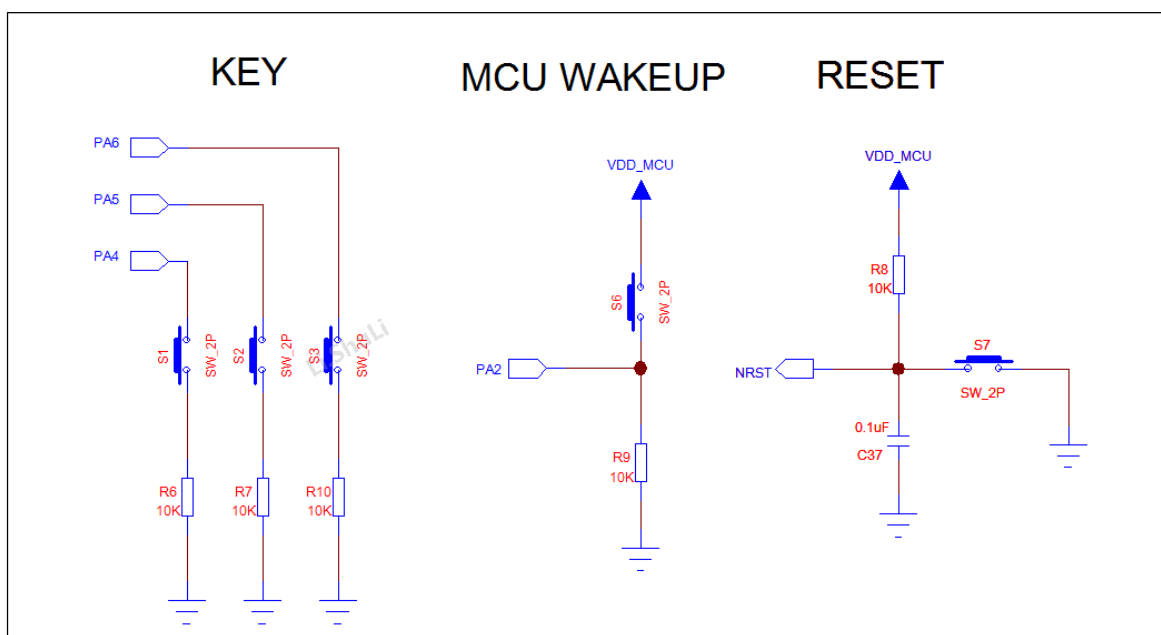 KEY
MCU WAKEUP
RESET
PA6
PA5
PA4
S1
SW_2P
S2
SW_2P
S3
SW_2P
R6
10K
R7
10K
R10
10K
VDD_MCU
S6
SW_2P
PA2
R9
10K
VDD_MCU
R8
10K
NRST
S7
SW_2P
0.1uF
C37